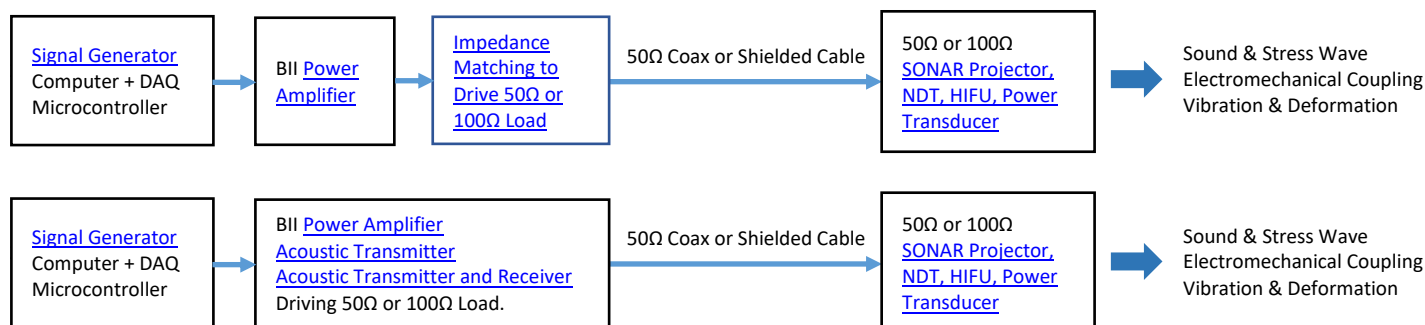 Signal Generator
Computer + DAQ
Microcontroller
BII Power
Amplifier
Impedance
Matching to
Drive 50Ω or
100Ω Load
50Ω Coax or Shielded Cable
50Ω or 100Ω
SONAR Projector,
NDT, HIFU, Power
Transducer
Sound & Stress Wave
Electromechanical Coupling
Vibration & Deformation
Signal Generator
Computer + DAQ
Microcontroller
BII Power Amplifier
Acoustic Transmitter
Acoustic Transmitter and Receiver
Driving 50Ω or 100Ω Load.
50Ω Coax or Shielded Cable
50Ω or 100Ω
SONAR Projector,
NDT, HIFU, Power
Transducer
Sound & Stress Wave
Electromechanical Coupling
Vibration & Deformation